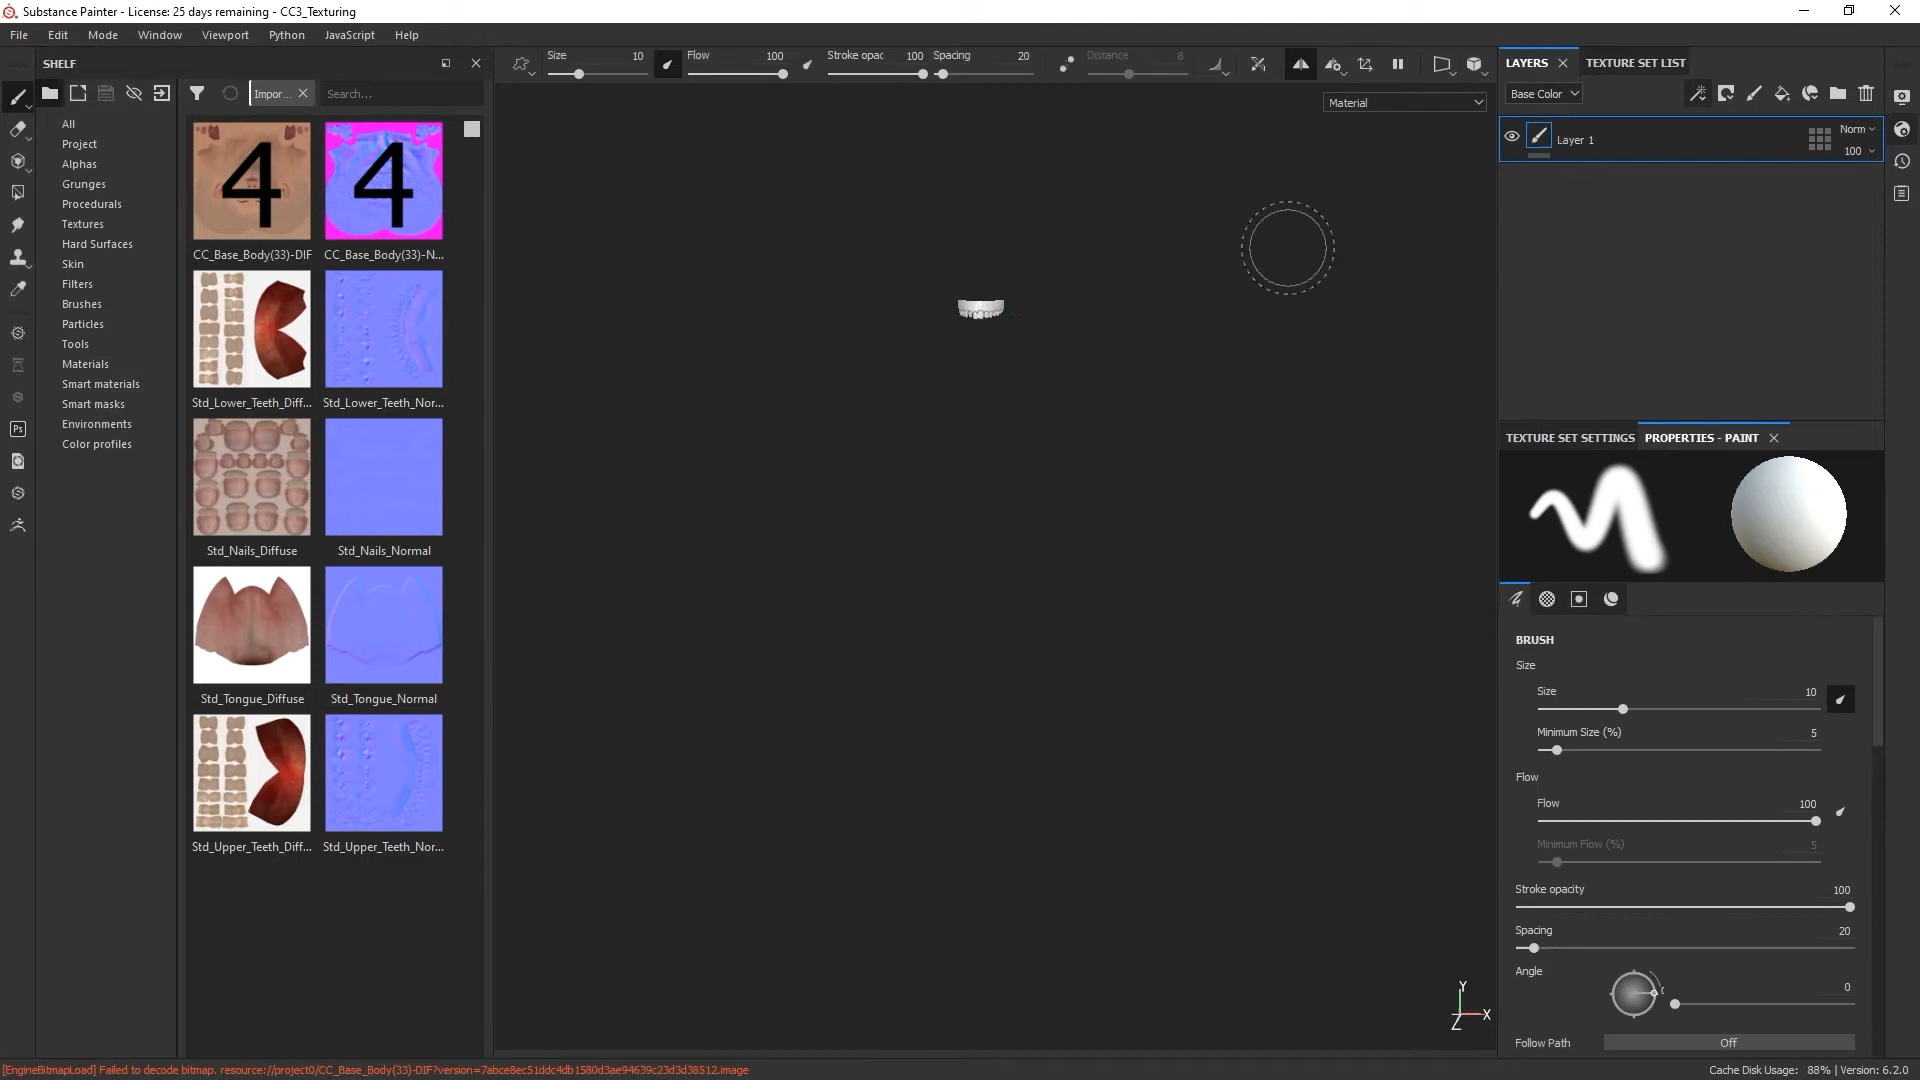 Substance Painter - License: 25 days remaining - CC3_Texturing
File Edit Mode Window Viewport Python JavaScript Help
SHELF
Size 10 Flow 100 Stroke opac 100 Spacing 20 Distance 8
LAYERS TEXTURE SET LIST
Impor... Search...
Material
Base Color
All
Project
Alphas
Grunges
Procedurals
Textures
Hard Surfaces
Skin
Filters
Brushes
Particles
Tools
Materials
Smart materials
Smart masks
Environments
Color profiles
Ps
4 4
CC_Base_Body(33)-DIF CC_Base_Body(33)-N...
Std_Lower_Teeth_Diff... Std_Lower_Teeth_Nor...
Std_Nails_Diffuse Std_Nails_Normal
Std_Tongue_Diffuse Std_Tongue_Normal
Std_Upper_Teeth_Diff... Std_Upper_Teeth_Nor...
Y
X
Z
Layer 1 Norm
100
TEXTURE SET SETTINGS PROPERTIES - PAINT
BRUSH
Size
Size 10
Minimum Size (%) 5
Flow
Flow 100
Minimum Flow (%) 5
Stroke opacity 100
Spacing 20
Angle 0
Follow Path Off
[EngineBitmapLoad] Failed to decode bitmap. resource://project0/CC_Base_Body(33)-DIF?version=7abce8ec51ddc4db1580d3ae94639c23d3d38512.image
Cache Disk Usage: 88% | Version: 6.2.0